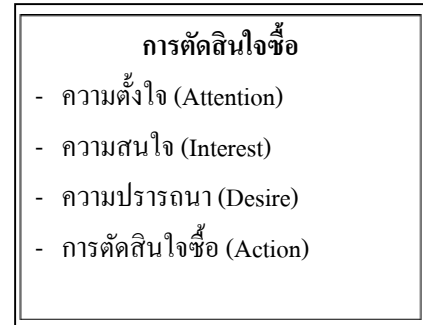 การตัดสินใจซื้อ
- ความตั้งใจ (Attention)
- ความสนใจ (Interest)
- ความปรารถนา (Desire)
- การตัดสินใจซื้อ (Action)